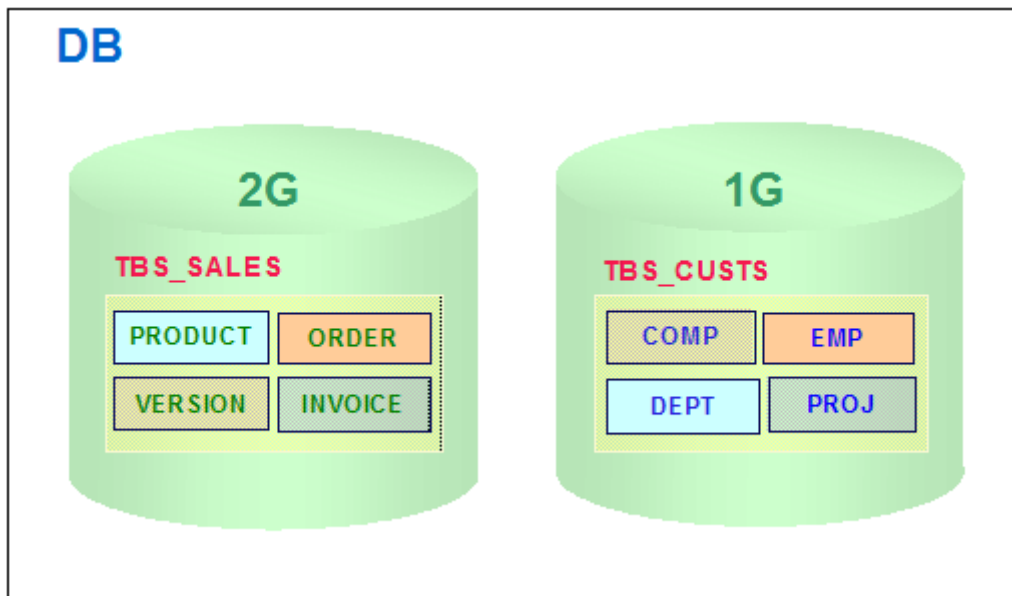 DB
2G
TBS_SALES
PRODUCT ORDER
VERSION INVOICE
1G
TBS_CUSTS
COMP EMP
DEPT PROJ